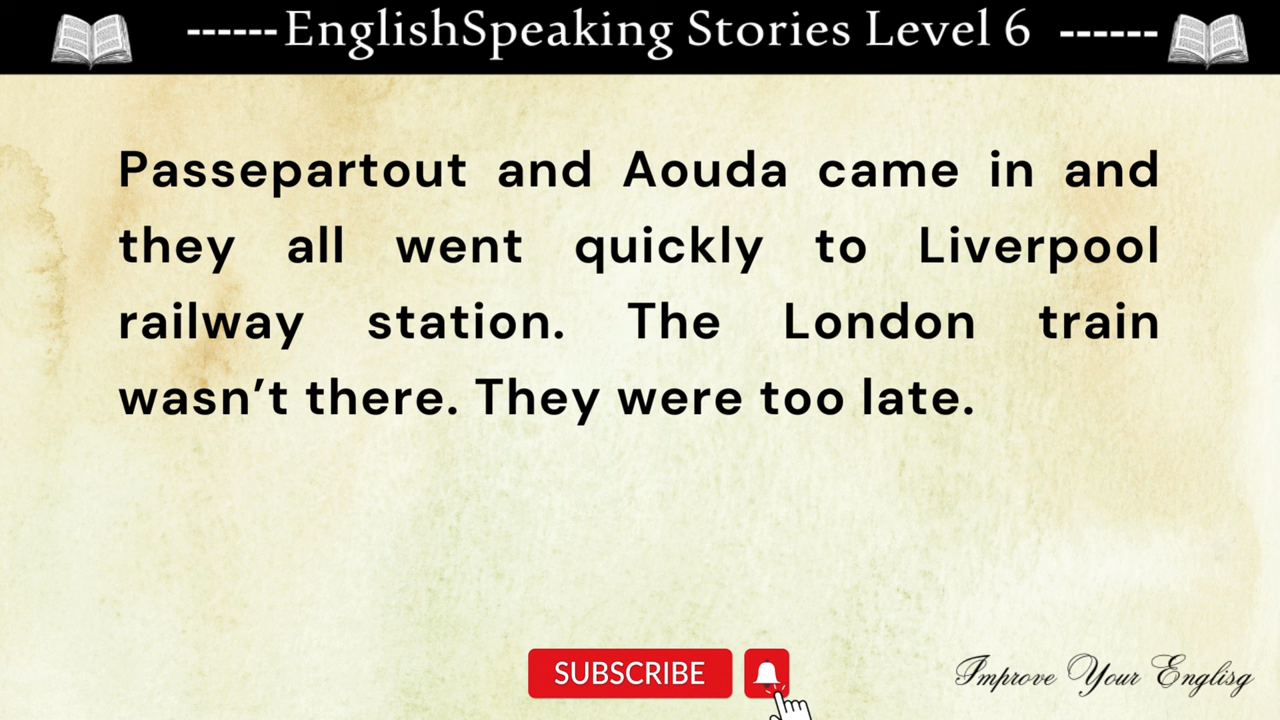 ------EnglishSpeaking Stories Level 6 ------
Passepartout and Aouda came in and
they all went quickly to Liverpool
railway station. The London train
wasn’t there. They were too late.
SUBSCRIBE
Improve Your Englisg